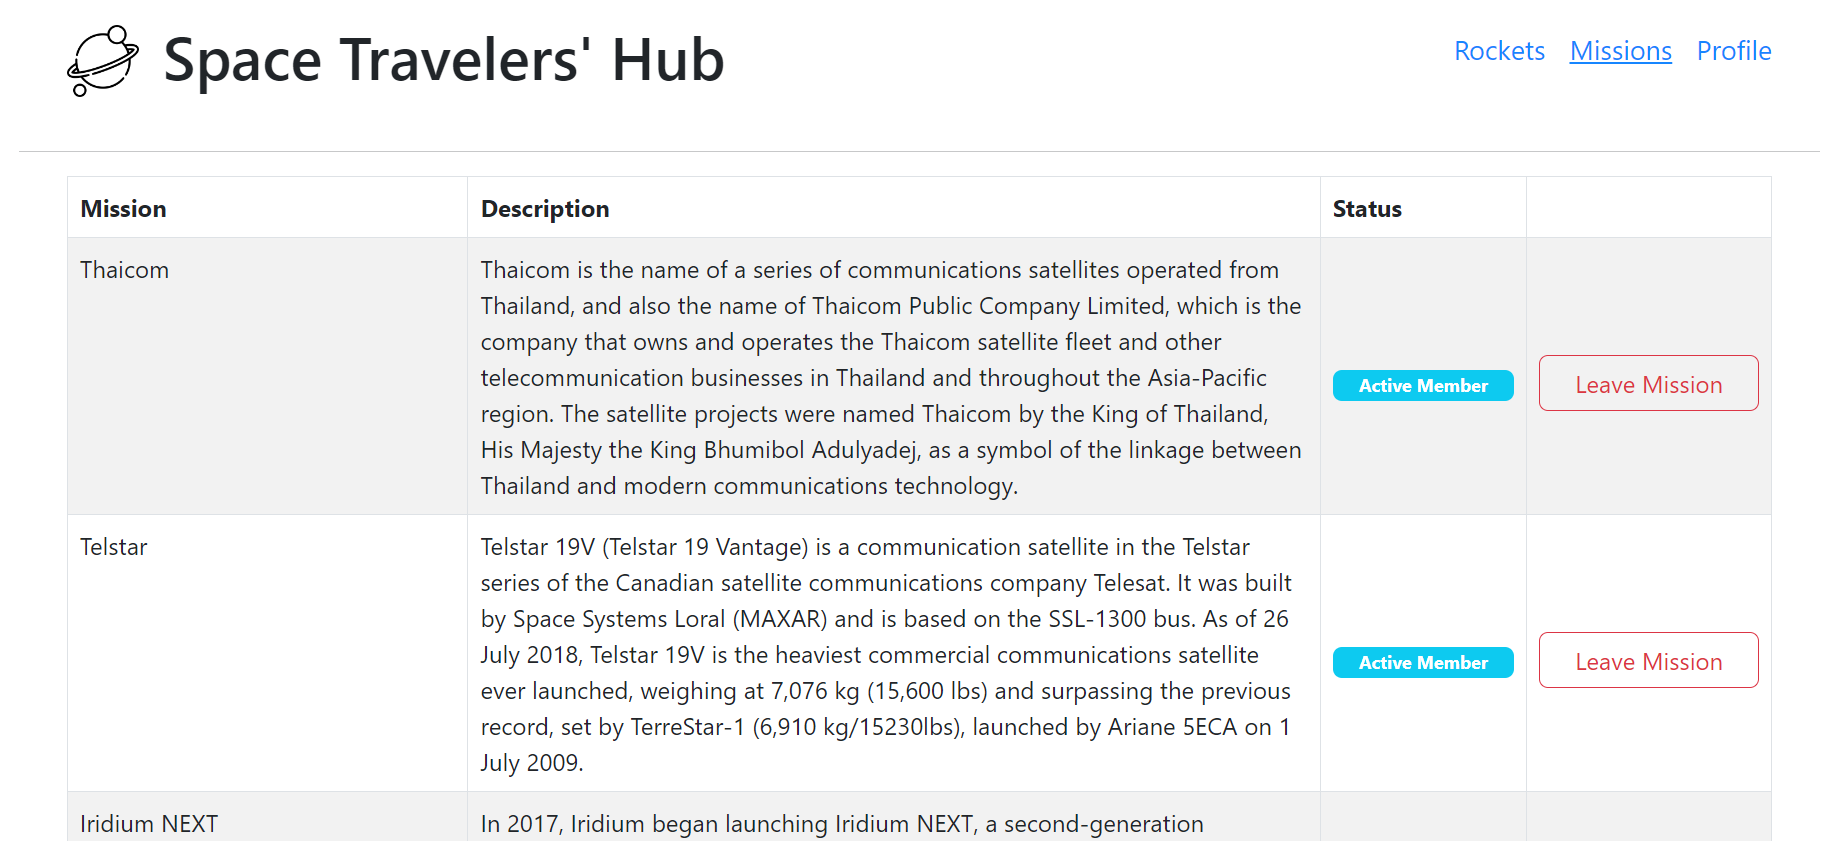 Space Travelers' Hub
Rockets Missions Profile
Mission Description Status
Thaicom
Thaicom is the name of a series of communications satellites operated from
Thailand, and also the name of Thaicom Public Company Limited, which is the
company that owns and operates the Thaicom satellite fleet and other
telecommunication businesses in Thailand and throughout the Asia-Pacific
region. The satellite projects were named Thaicom by the King of Thailand,
His Majesty the King Bhumibol Adulyadej, as a symbol of the linkage between
Thailand and modern communications technology.
Active Member
Leave Mission
Telstar
Telstar 19V (Telstar 19 Vantage) is a communication satellite in the Telstar
series of the Canadian satellite communications company Telesat. It was built
by Space Systems Loral (MAXAR) and is based on the SSL-1300 bus. As of 26
July 2018, Telstar 19V is the heaviest commercial communications satellite
ever launched, weighing at 7,076 kg (15,600 lbs) and surpassing the previous
record, set by TerreStar-1 (6,910 kg/15230lbs), launched by Ariane 5ECA on 1
July 2009.
Active Member
Leave Mission
Iridium NEXT
In 2017, Iridium began launching Iridium NEXT, a second-generation